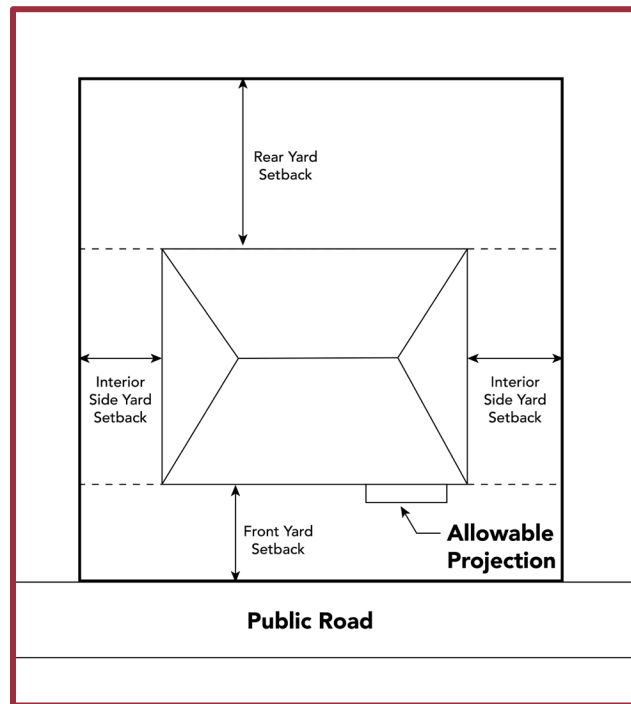 Rear Yard
Setback
Interior
Side Yard
Setback
Interior
Side Yard
Setback
Front Yard
Setback
Allowable
Projection
Public Road